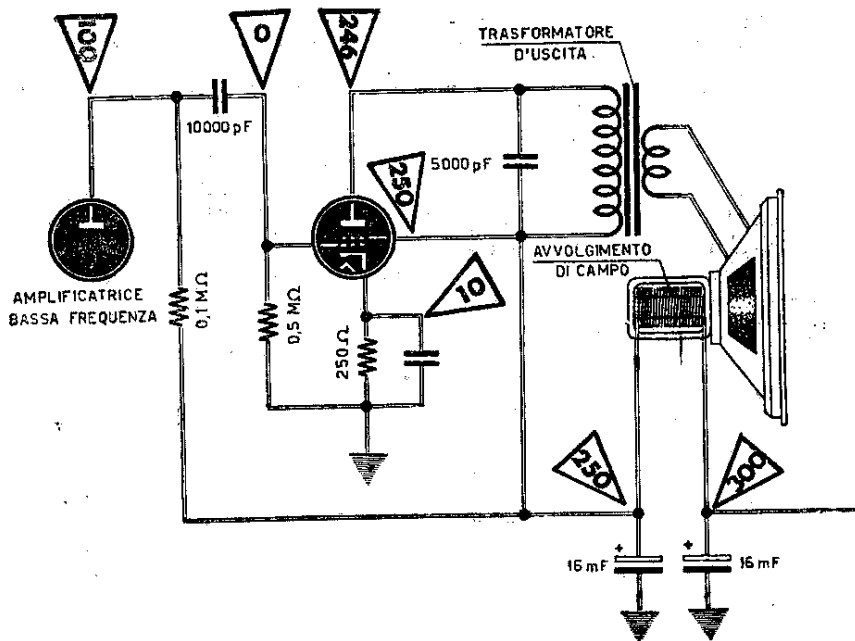 100
0
246
TRASFORMATORE
D'USCITA
10000 pF
250
5000 pF
AVVOLGIMENTO
DI CAMPO
10
AMPLIFICATRICE
BASSA FREQUENZA
0,1 MΩ
0,5 MΩ
250 Ω
250
300
+
16 mF
+
16 mF